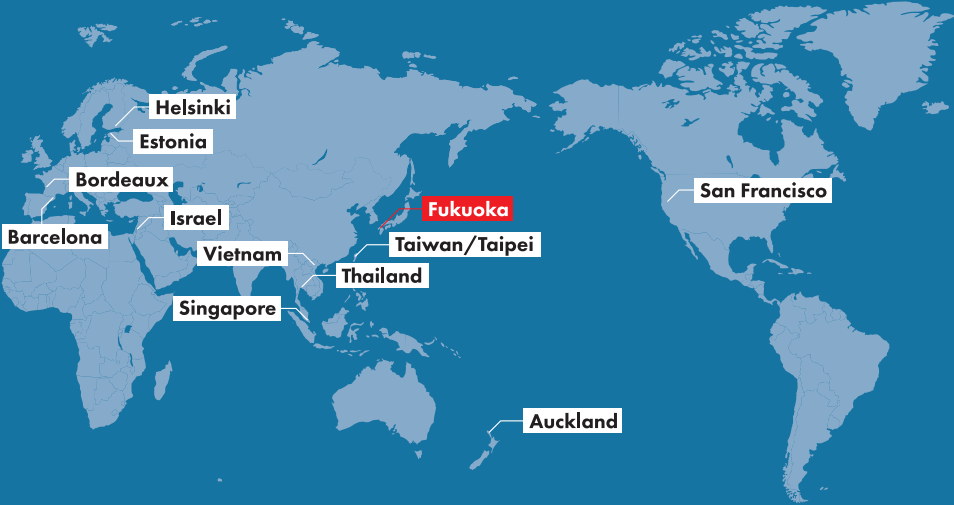 Helsinki
Estonia
Bordeaux
San Francisco
Fukuoka
Israel
Barcelona
Taiwan/Taipei
Vietnam
Thailand
Singapore
Auckland